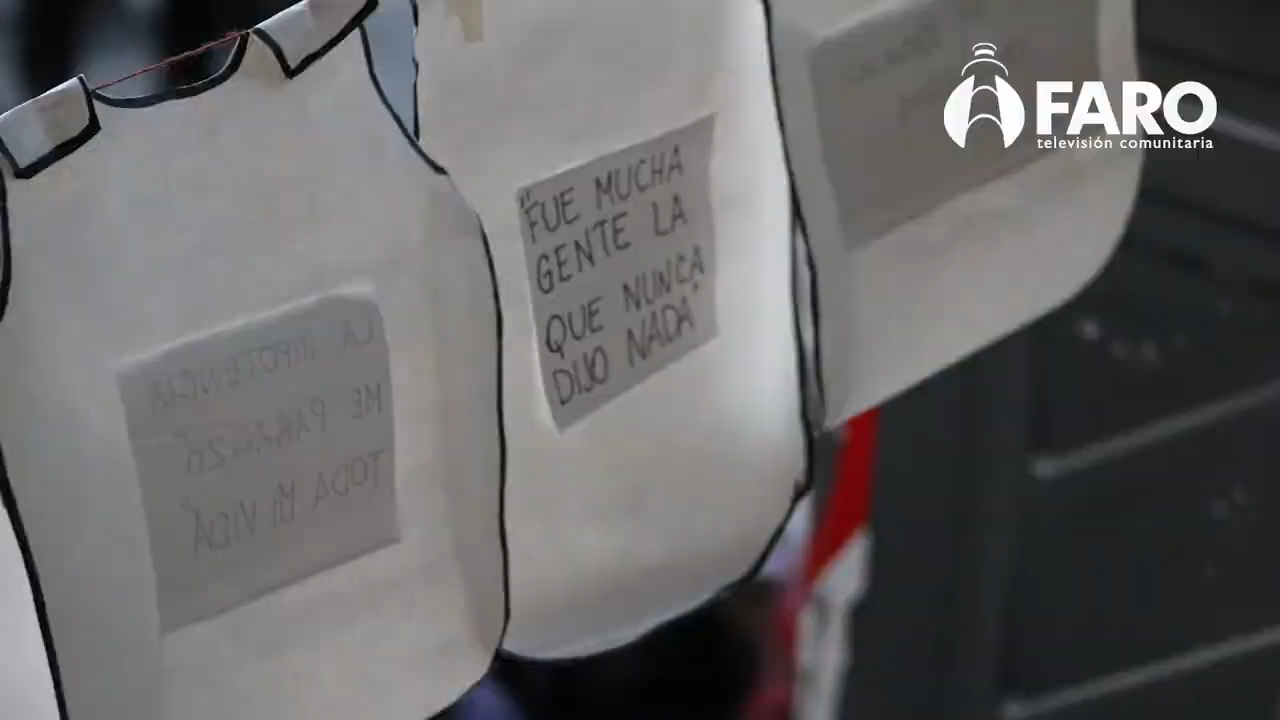 FARO
televisión comunitaria
"FUE MUCHA
GENTE LA
QUE NUNCA
DIJO NADA"
LA IMPOTENCIA
ME PARALIZÓ
TODA MI VIDA"